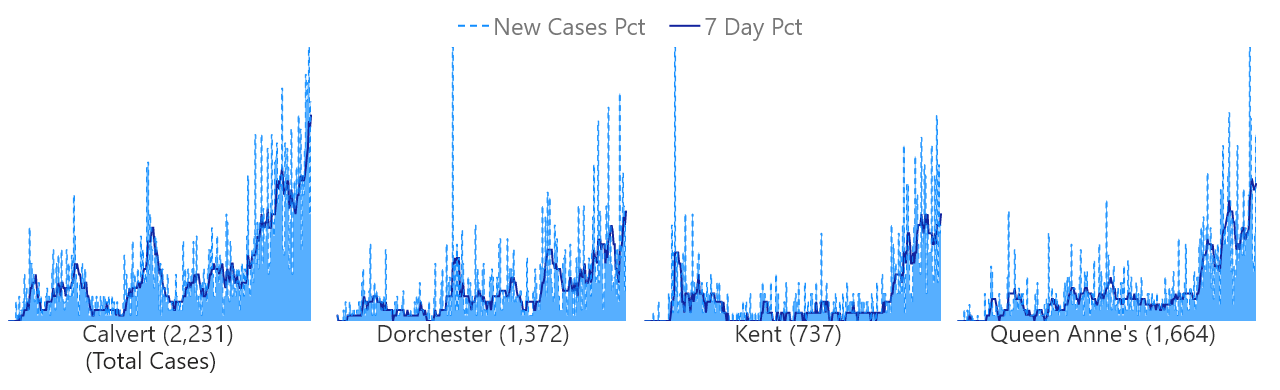 New Cases Pct 7 Day Pct
Calvert (2,231) Dorchester (1,372) Kent (737) Queen Anne's (1,664)
(Total Cases)